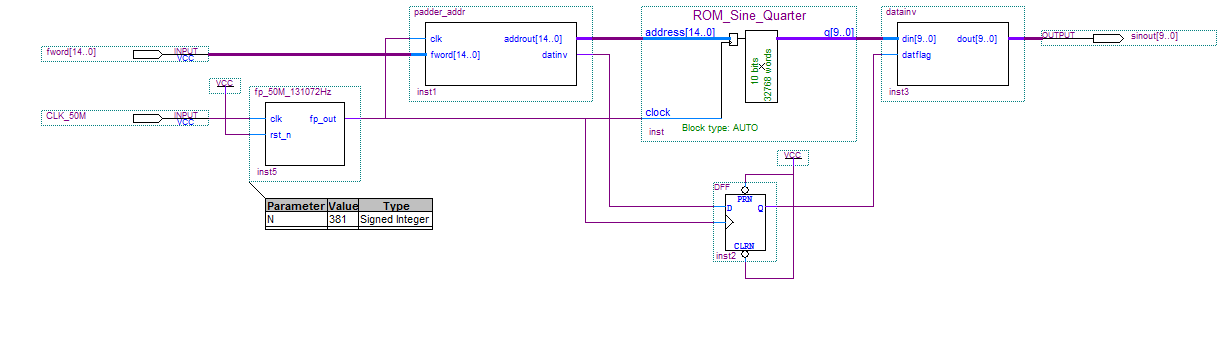 padder_addr
clk
fword[14..0]
addrout[14..0]
datinv
inst1
ROM_Sine_Quarter
address[14..0]
q[9..0]
10 bits
32768 words
clock
inst
Block type: AUTO
datainv
din[9..0]
datflag
dout[9..0]
inst3
OUTPUT
sinout[9..0]
fword[14..0]
INPUT
VCC
CLK_50M
INPUT
VCC
VCC
fp_50M_131072Hz
clk
rst_n
fp_out
inst5
Parameter Value Type
N 381 Signed Integer
VCC
DFF
PRN
D
Q
CLRN
inst2